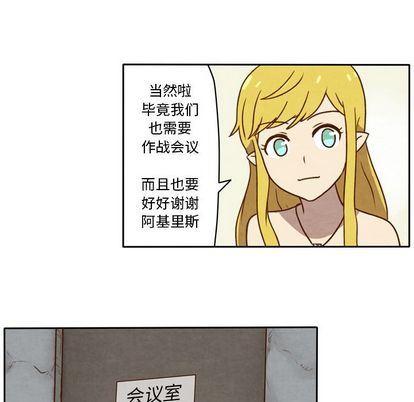 当然啦
毕竟我们
也需要
作战会议
而且也要
好好谢谢
阿基里斯
会议室